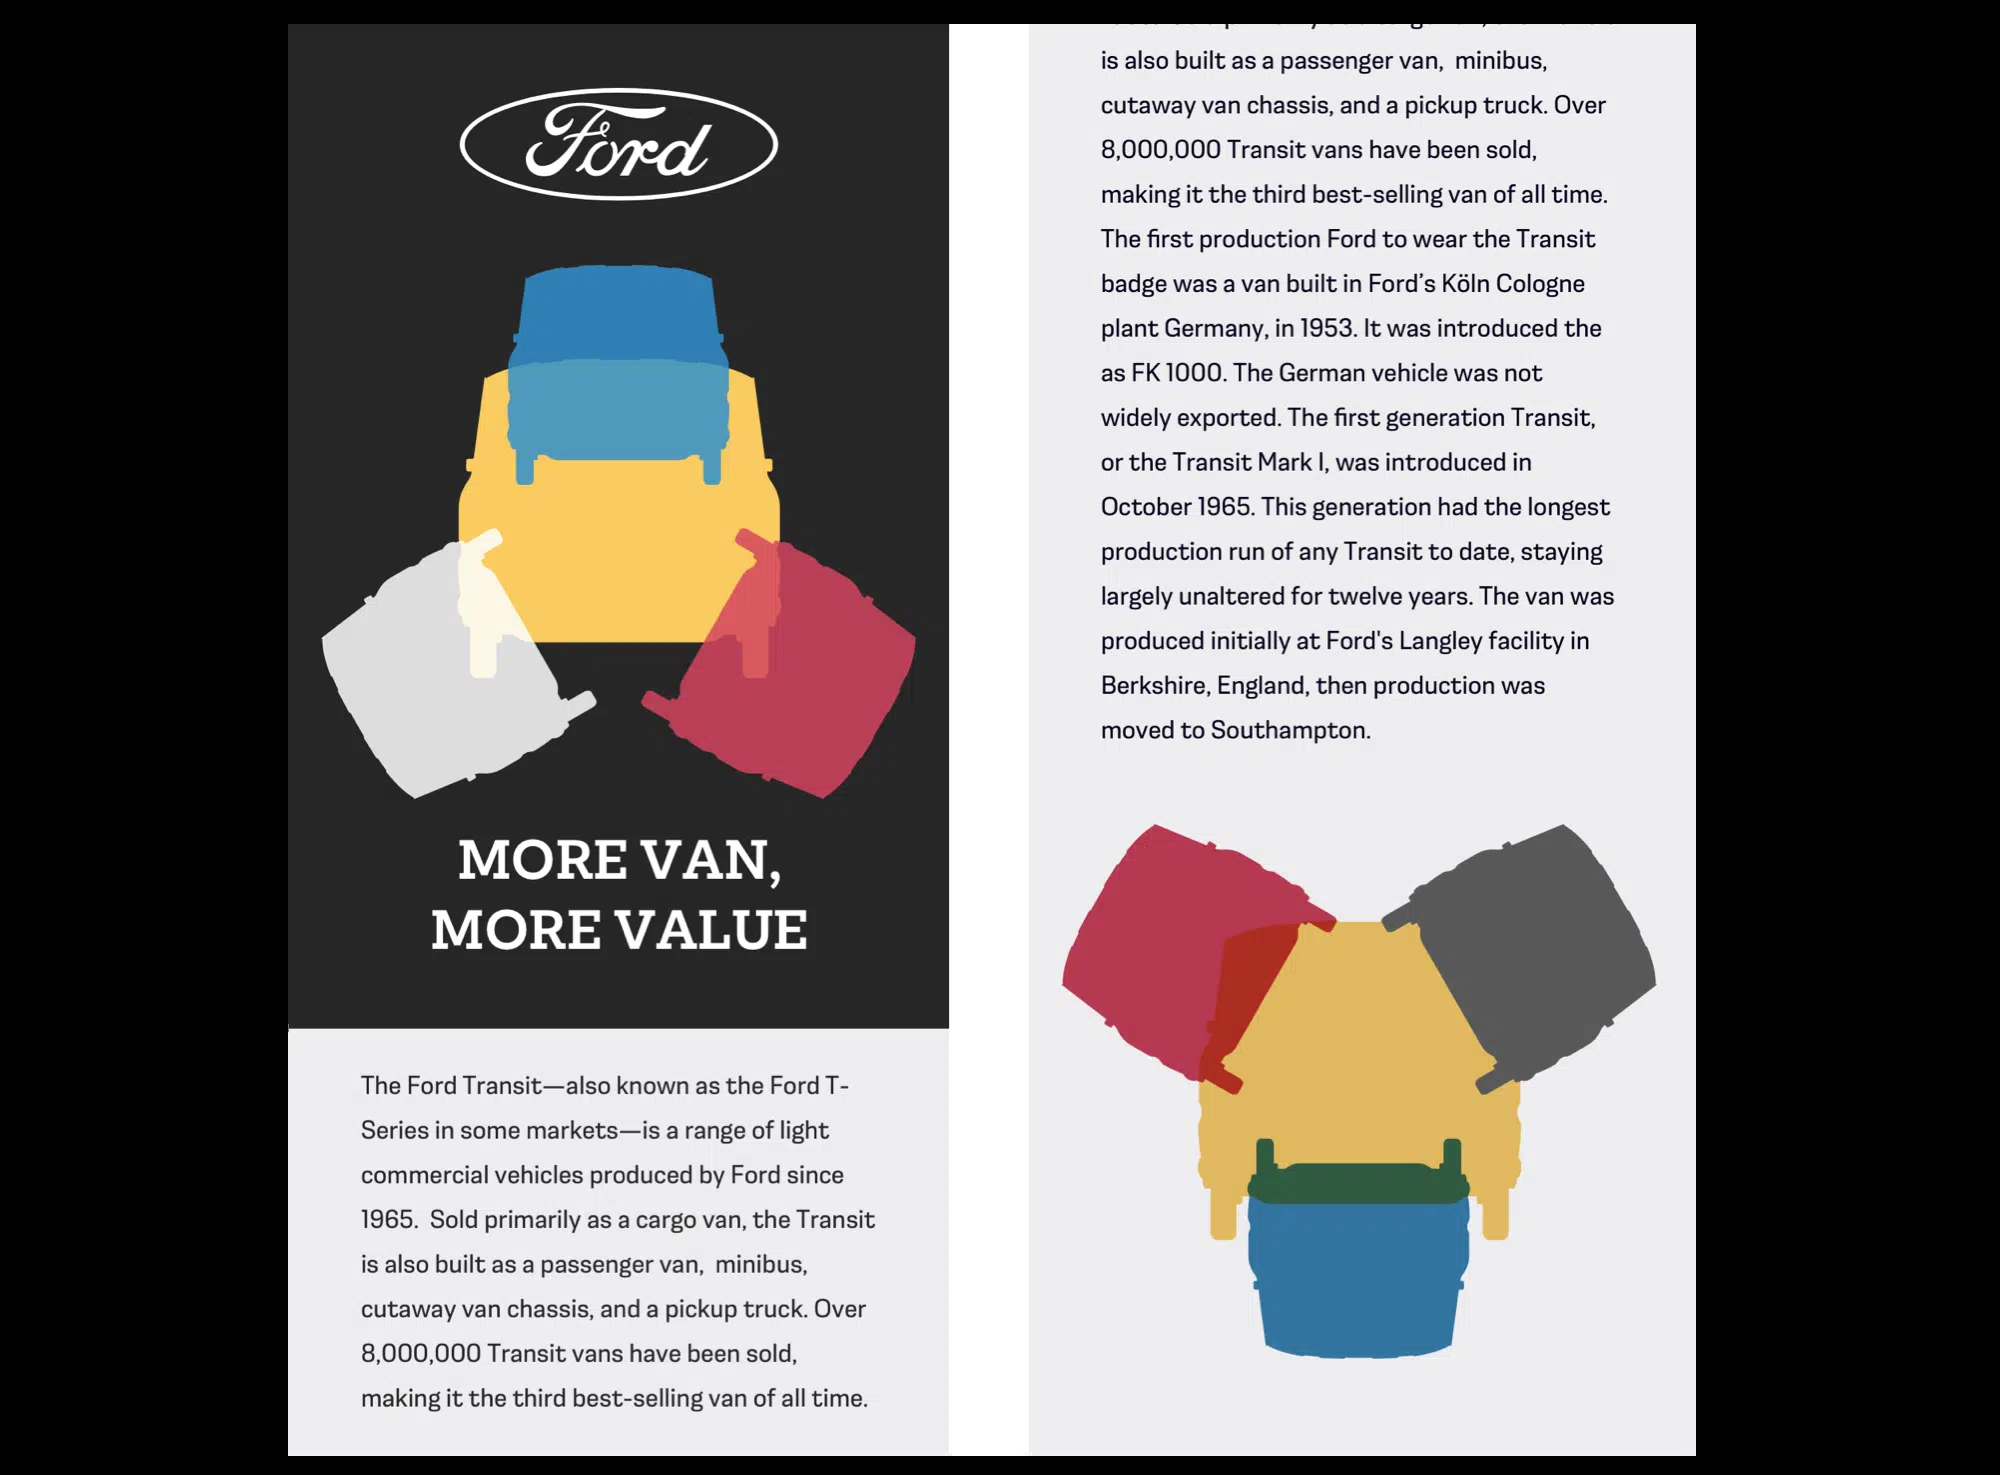 Ford
MORE VAN,
MORE VALUE
The Ford Transit—also known as the Ford T-
Series in some markets—is a range of light
commercial vehicles produced by Ford since
1965.  Sold primarily as a cargo van, the Transit
is also built as a passenger van,  minibus,
cutaway van chassis, and a pickup truck. Over
8,000,000 Transit vans have been sold,
making it the third best-selling van of all time.
is also built as a passenger van,  minibus,
cutaway van chassis, and a pickup truck. Over
8,000,000 Transit vans have been sold,
making it the third best-selling van of all time.
The first production Ford to wear the Transit
badge was a van built in Ford’s Köln Cologne
plant Germany, in 1953. It was introduced the
as FK 1000. The German vehicle was not
widely exported. The first generation Transit,
or the Transit Mark I, was introduced in
October 1965. This generation had the longest
production run of any Transit to date, staying
largely unaltered for twelve years. The van was
produced initially at Ford's Langley facility in
Berkshire, England, then production was
moved to Southampton.